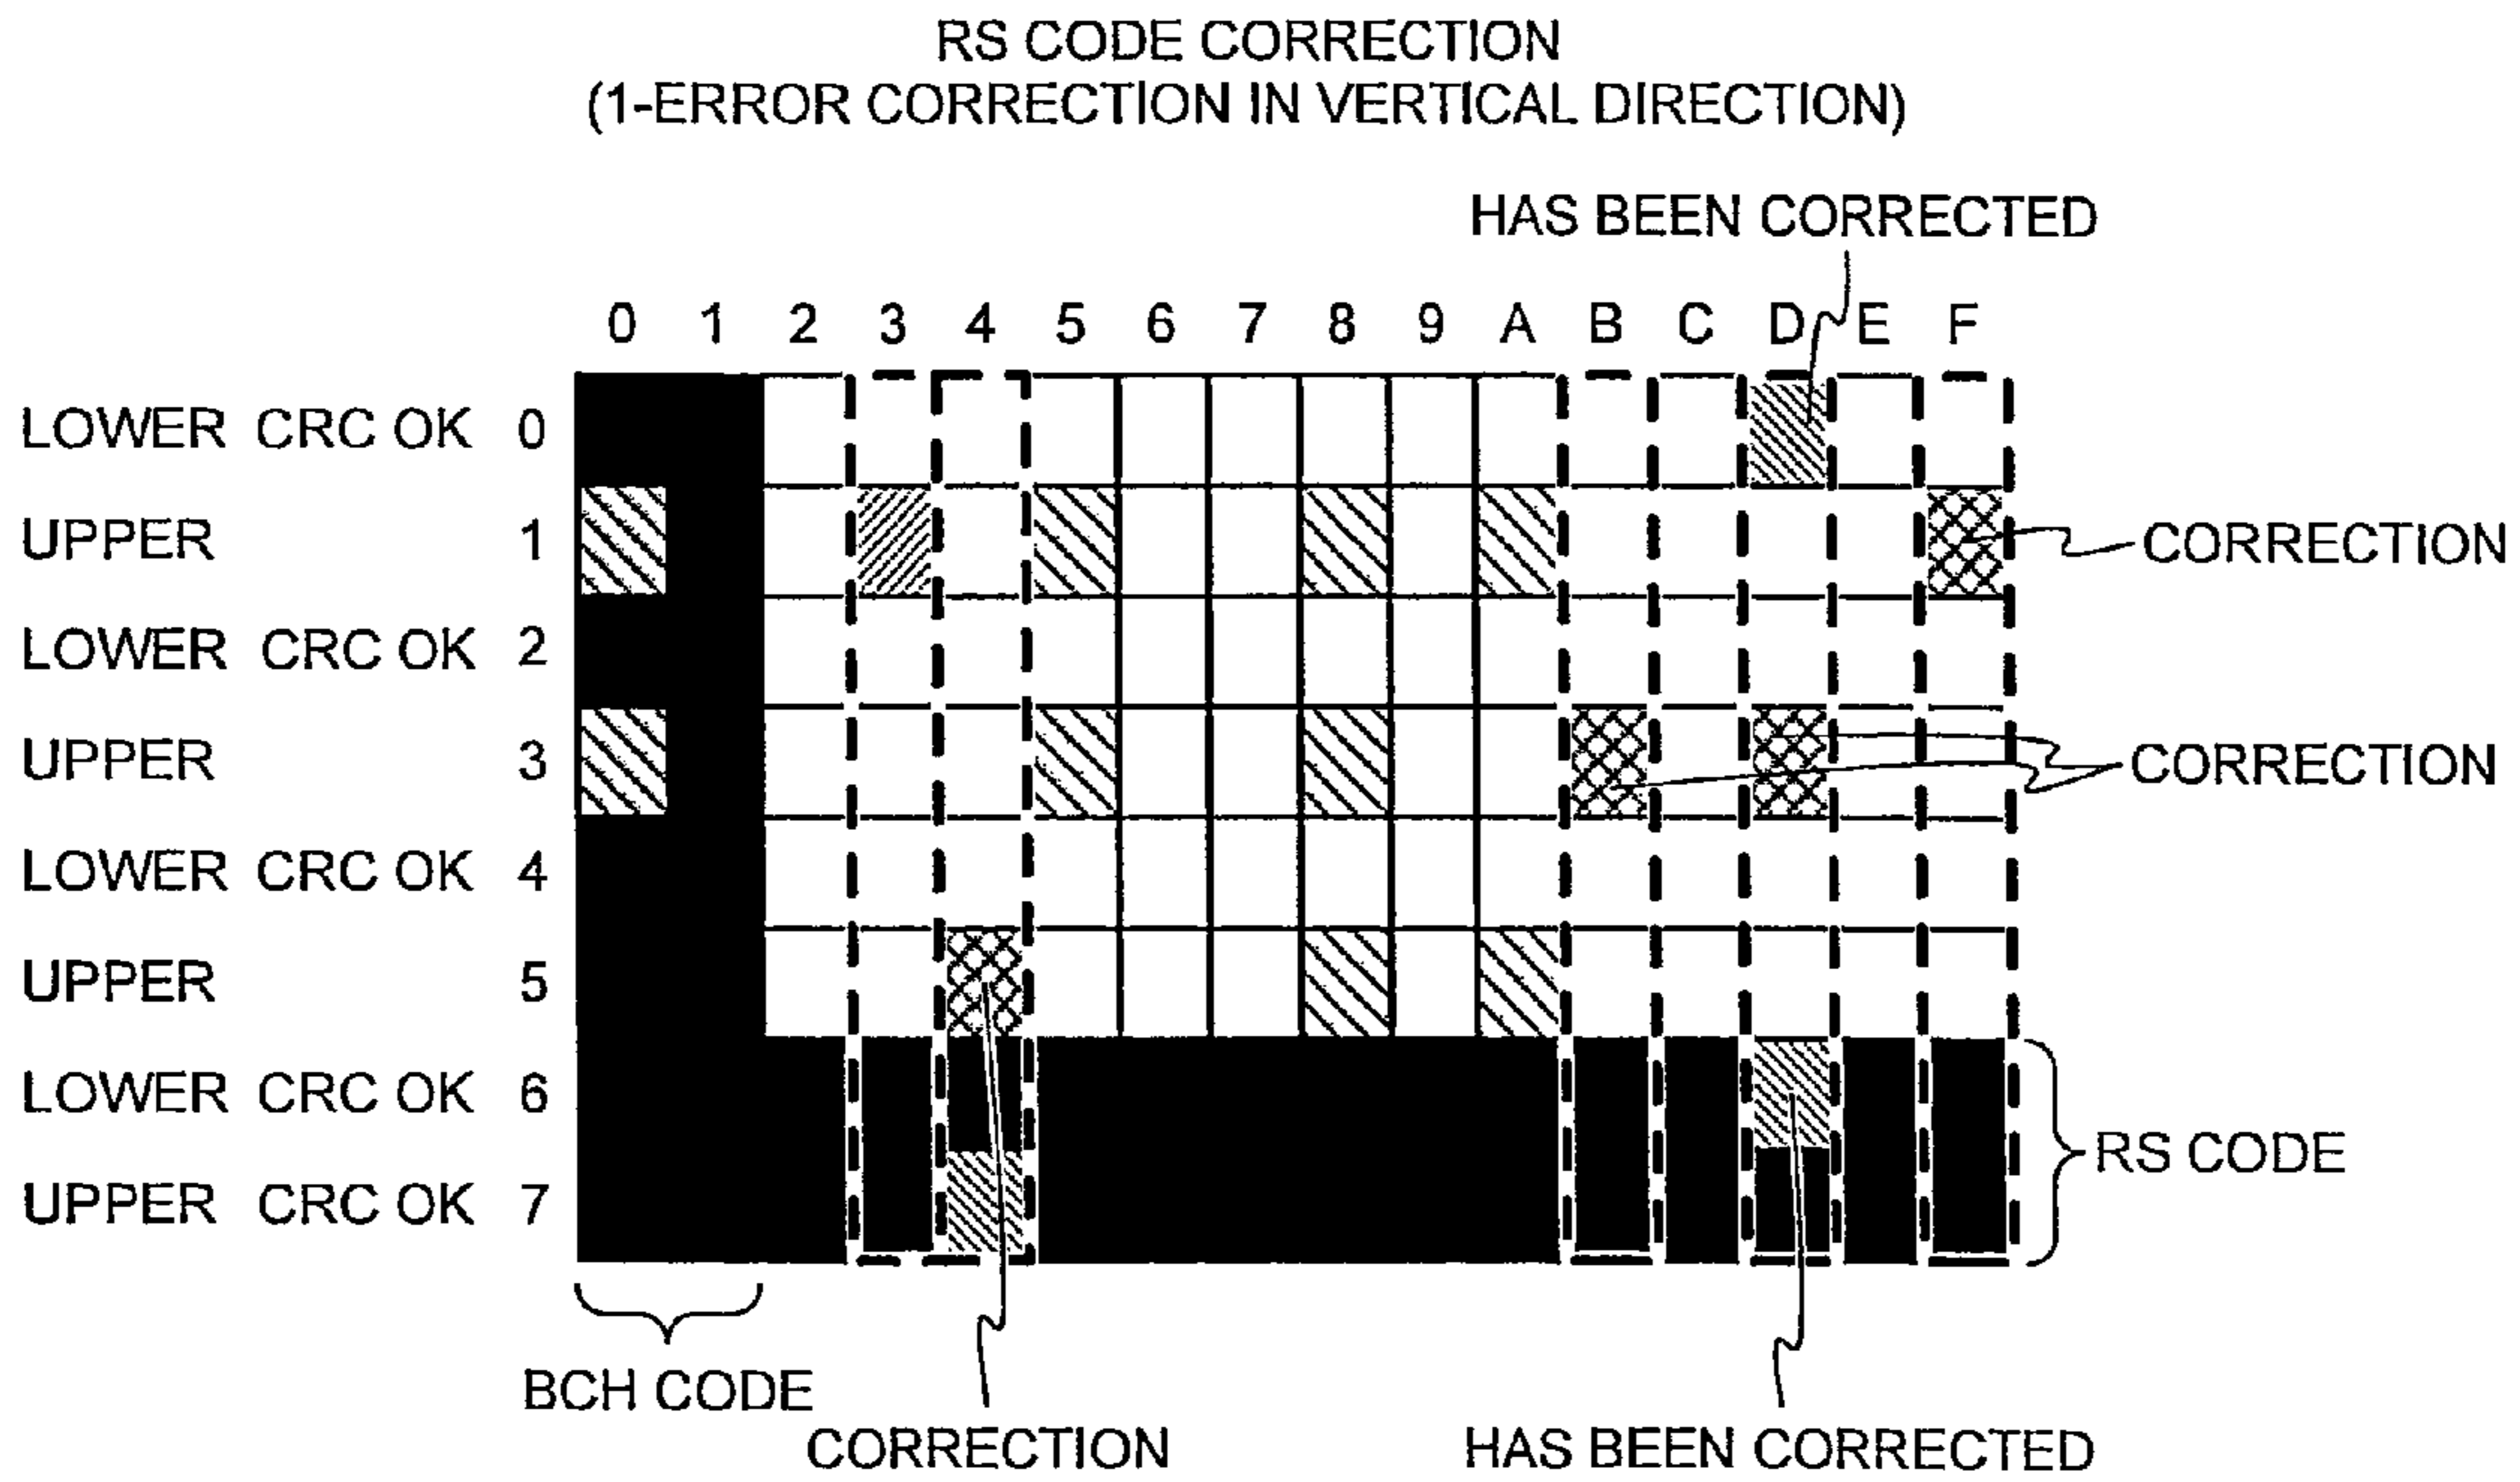 RS CODE CORRECTION
(1-ERROR CORRECTION IN VERTICAL DIRECTION)
HAS BEEN CORRECTED
0 1 2 3 4 5 6 7 8 9 A B C D E F
LOWER CRC OK 0
UPPER 1
CORRECTION
LOWER CRC OK 2
UPPER 3
CORRECTION
LOWER CRC OK 4
UPPER 5
LOWER CRC OK 6
RS CODE
UPPER CRC OK 7
BCH CODE
CORRECTION
HAS BEEN CORRECTED